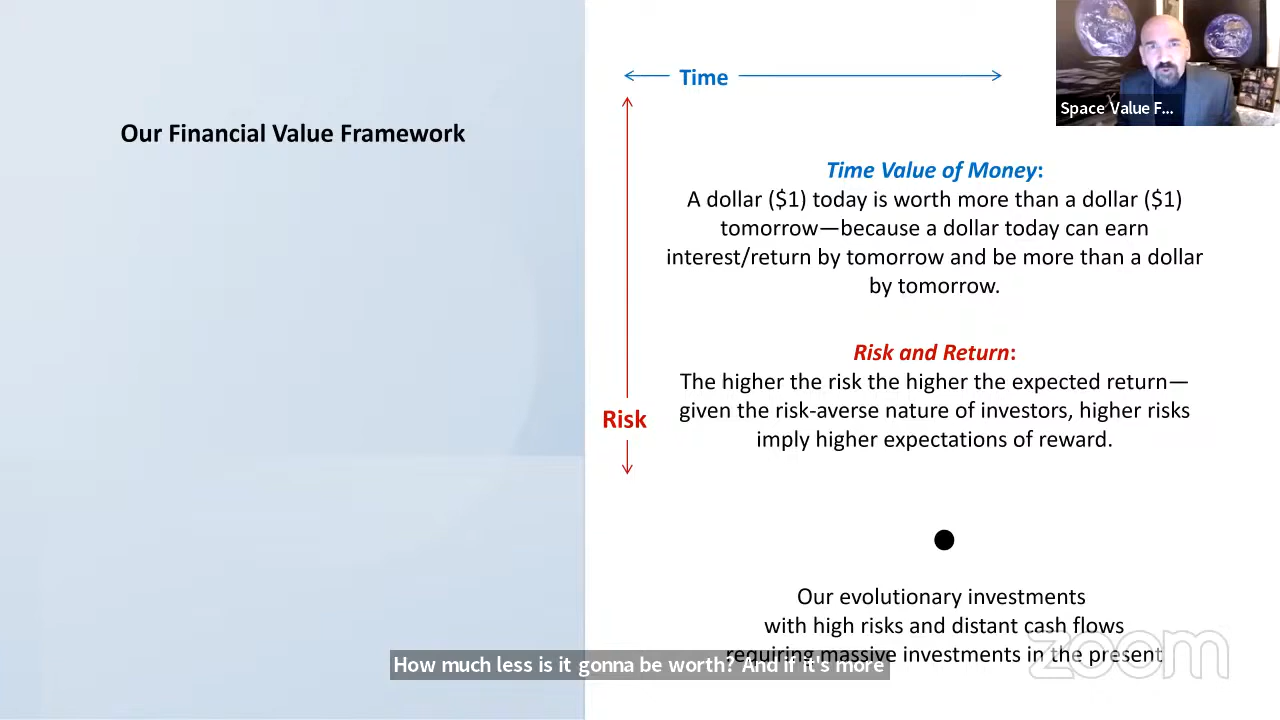 Our Financial Value Framework
Time
Risk
Time Value of Money:
A dollar ($1) today is worth more than a dollar ($1)
tomorrow—because a dollar today can earn
interest/return by tomorrow and be more than a dollar
by tomorrow.
Risk and Return:
The higher the risk the higher the expected return—
given the risk-averse nature of investors, higher risks
imply higher expectations of reward.
Our evolutionary investments
with high risks and distant cash flows
requiring massive investments in the present
Space Value F...
How much less is it gonna be worth? And if it's more
zoom